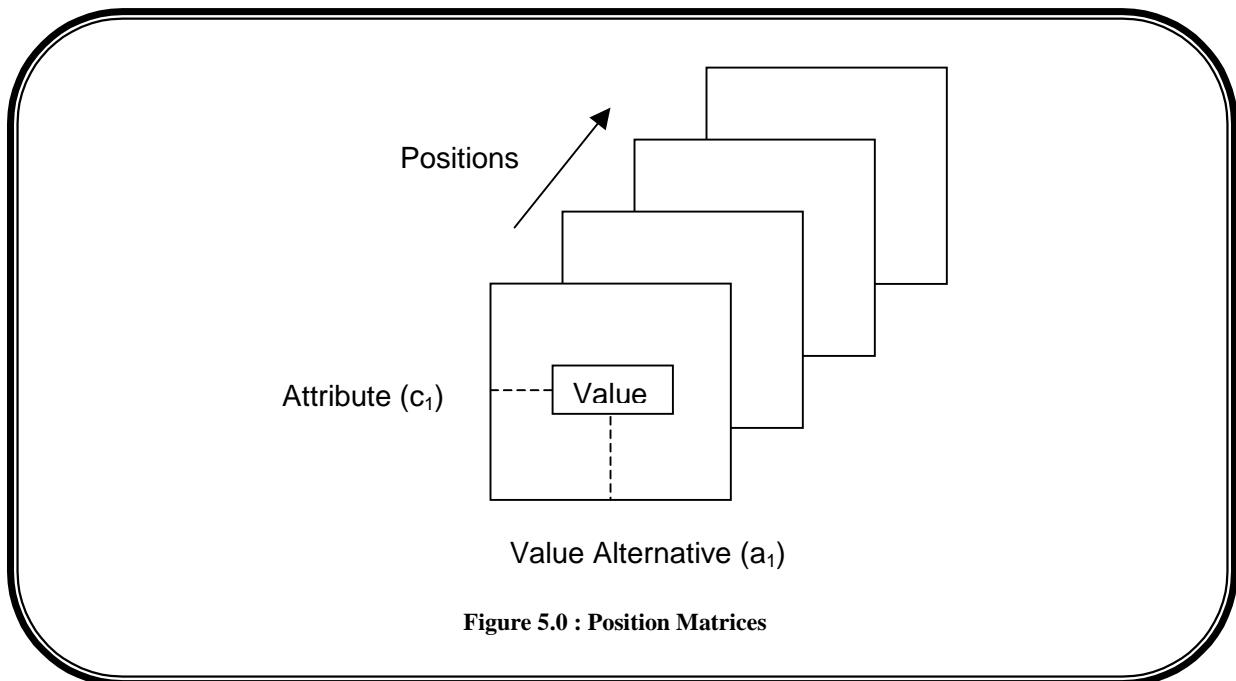 Positions
Attribute (c₁)
Value
Value Alternative (a₁)
Figure 5.0 : Position Matrices